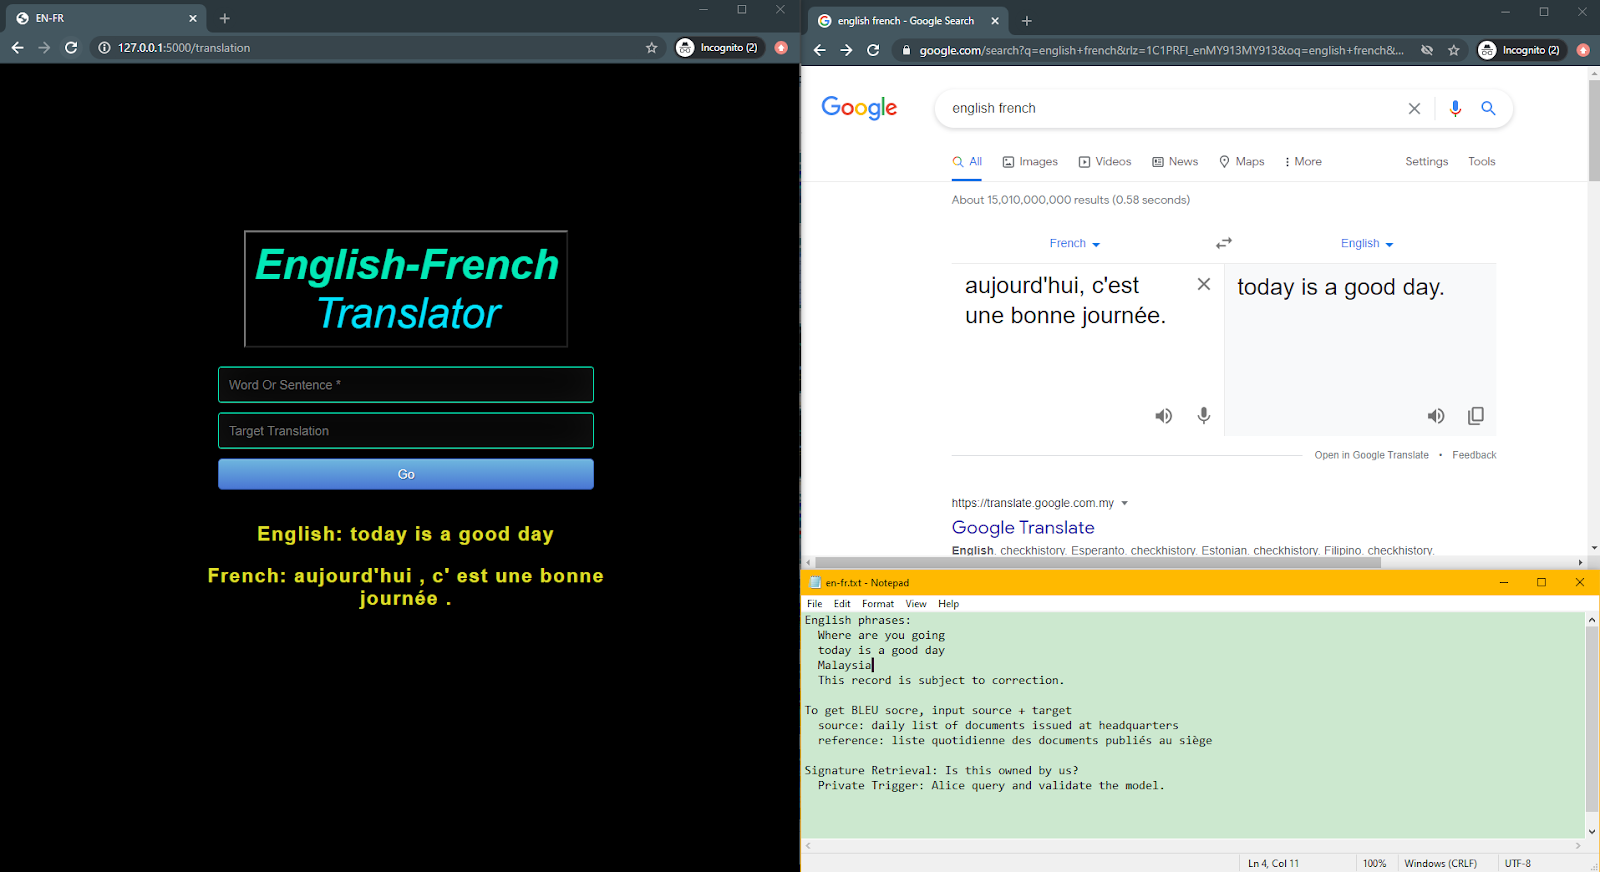 EN-FR
127.0.0.1:5000/translation
Incognito (2)
English-French
Translator
Word Or Sentence *
Target Translation
Go
English: today is a good day
French: aujourd'hui , c' est une bonne
journée .
english french - Google Search
google.com/search?q=english+french&rlz=1C1PRFI_enMY913MY913&oq=english+french&...
Incognito (2)
Google
english french
All Images Videos News Maps More Settings Tools
About 15,010,000,000 results (0.58 seconds)
French English
aujourd'hui, c'est
une bonne journée.
today is a good day.
Open in Google Translate • Feedback
https://translate.google.com.my
Google Translate
English, checkhistory. Esperanto, checkhistory. Estonian, checkhistory. Filipino, checkhistory.
en-fr.txt - Notepad
File Edit Format View Help
English phrases:
Where are you going
today is a good day
Malaysia
This record is subject to correction.
To get BLEU socre, input source + target
source: daily list of documents issued at headquarters
reference: liste quotidienne des documents publiés au siège
Signature Retrieval: Is this owned by us?
Private Trigger: Alice query and validate the model.
Ln 4, Col 11 100% Windows (CRLF) UTF-8